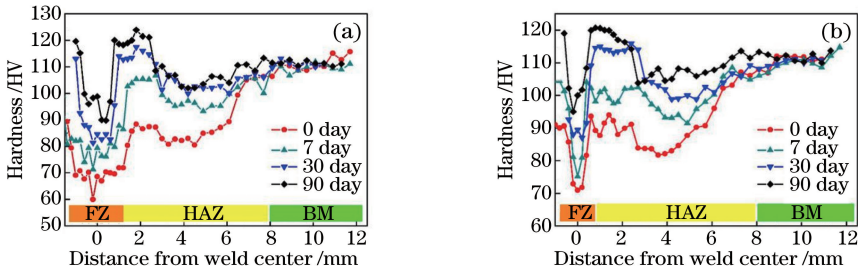 (a)
Hardness /HV
130
120
110
100
90
80
70
60
50
0 day
7 day
30 day
90 day
FZ
HAZ
BM
0 2 4 6 8 10 12
Distance from weld center /mm
(b)
Hardness /HV
120
110
100
90
80
70
60
0 day
7 day
30 day
90 day
FZ
HAZ
BM
0 2 4 6 8 10 12
Distance from weld center /mm